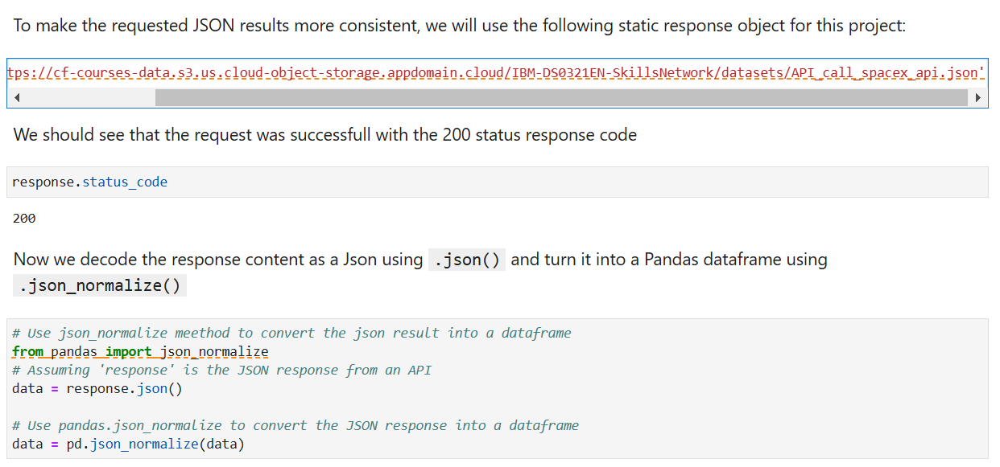 To make the requested JSON results more consistent, we will use the following static response object for this project:
tps://cf-courses-data.s3.us.cloud-object-storage.appdomain.cloud/IBM-DS0321EN-SkillsNetwork/datasets/API_call_spacex_api.json'
We should see that the request was successfull with the 200 status response code
response.status_code
200
Now we decode the response content as a Json using .json() and turn it into a Pandas dataframe using
.json_normalize()
# Use json_normalize meethod to convert the json result into a dataframe
from pandas import json_normalize
# Assuming 'response' is the JSON response from an API
data = response.json()
# Use pandas.json_normalize to convert the JSON response into a dataframe
data = pd.json_normalize(data)